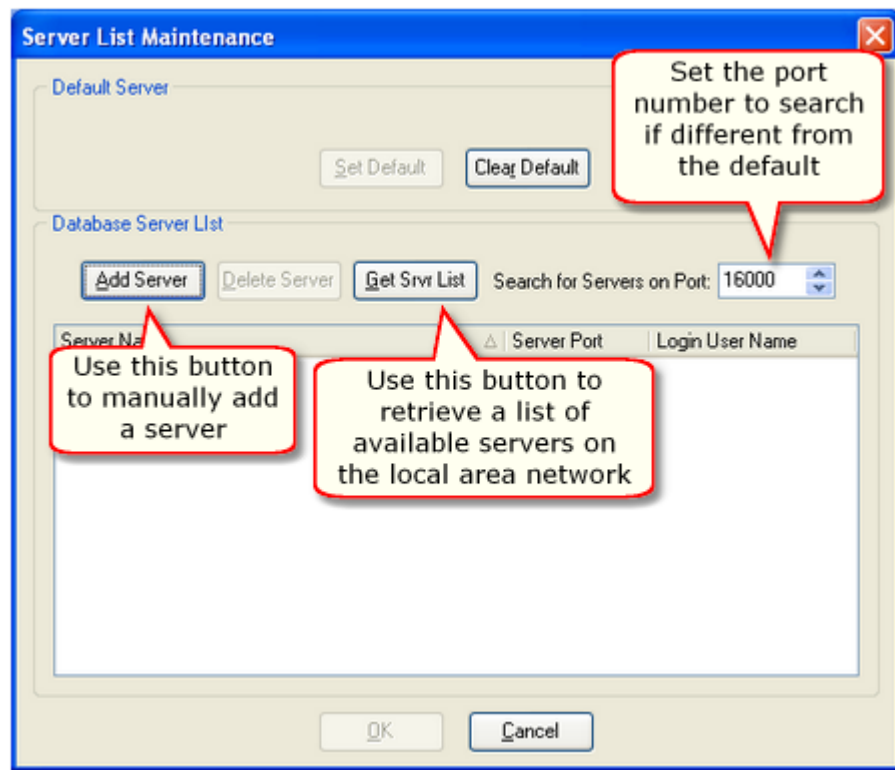 Server List Maintenance
Default Server
Set the port
number to search
if different from
the default
Set Default
Clear Default
Database Server LIst
Add Server
Delete Server
Get Srvr List
Search for Servers on Port:
16000
Server Na
Server Port
Login User Name
Use this button
to manually add
a server
Use this button to
retrieve a list of
available servers on
the local area network
OK
Cancel